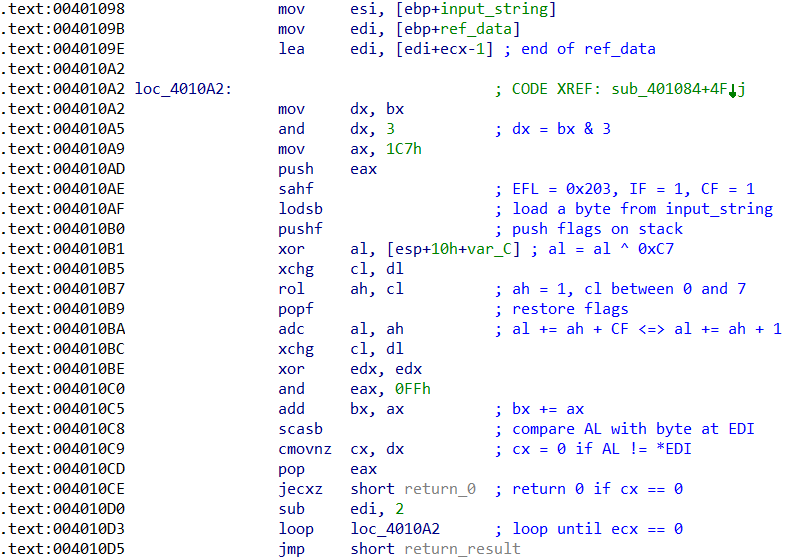 .text:00401098 mov esi, [ebp+input_string]
.text:0040109B mov edi, [ebp+ref_data]
.text:0040109E lea edi, [edi+ecx-1] ; end of ref_data
.text:004010A2
.text:004010A2 loc_4010A2: ; CODE XREF: sub_401084+4F↓j
.text:004010A2 mov dx, bx
.text:004010A5 and dx, 3 ; dx = bx & 3
.text:004010A9 mov ax, 1C7h
.text:004010AD push eax
.text:004010AE sahf ; EFL = 0x203, IF = 1, CF = 1
.text:004010AF lodsb ; load a byte from input_string
.text:004010B0 pushf ; push flags on stack
.text:004010B1 xor al, [esp+10h+var_C] ; al = al ^ 0xC7
.text:004010B5 xchg cl, dl
.text:004010B7 rol ah, cl ; ah = 1, cl between 0 and 7
.text:004010B9 popf ; restore flags
.text:004010BA adc al, ah ; al += ah + CF <=> al += ah + 1
.text:004010BC xchg cl, dl
.text:004010BE xor edx, edx
.text:004010C0 and eax, 0FFh
.text:004010C5 add bx, ax ; bx += ax
.text:004010C8 scasb ; compare AL with byte at EDI
.text:004010C9 cmovnz cx, dx ; cx = 0 if AL != *EDI
.text:004010CD pop eax
.text:004010CE jecxz short return_0 ; return 0 if cx == 0
.text:004010D0 sub edi, 2
.text:004010D3 loop loc_4010A2 ; loop until ecx == 0
.text:004010D5 jmp short return_result